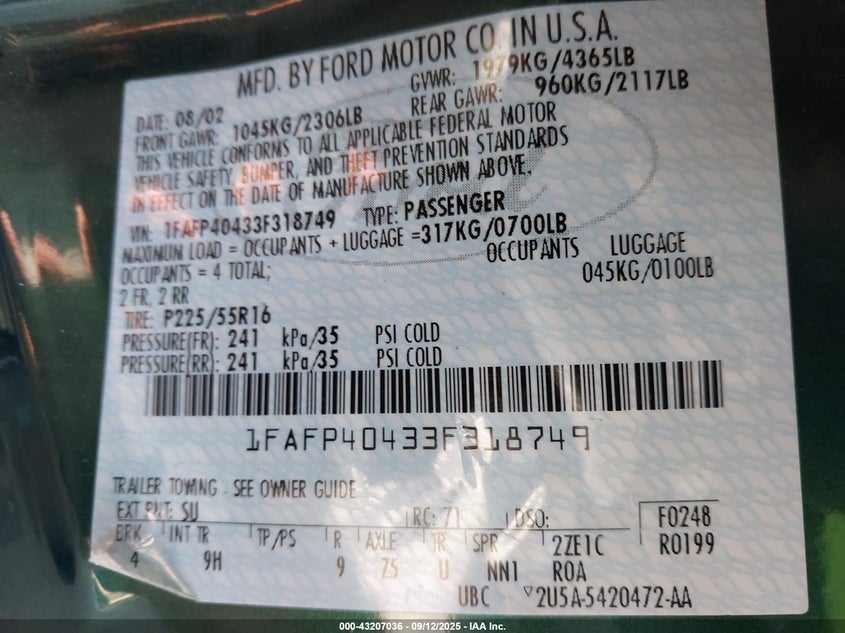 MFD. BY FORD MOTOR CO. IN U.S.A.
DATE: 08/02 GVWR: 1979KG/4365LB
FRONT GAWR: 1045KG/2306LB REAR GAWR: 960KG/2117LB
THIS VEHICLE CONFORMS TO ALL APPLICABLE FEDERAL MOTOR
VEHICLE SAFETY, BUMPER, AND THEFT PREVENTION STANDARDS
IN EFFECT ON THE DATE OF MANUFACTURE SHOWN ABOVE.
VIN: 1FAFP40433F318749 TYPE: PASSENGER
MAXIMUM LOAD = OCCUPANTS + LUGGAGE =317KG/0700LB
OCCUPANTS = 4 TOTAL; OCCUPANTS LUGGAGE
2 FR, 2 RR 045KG/0100LB
TIRE: P225/55R16
PRESSURE(FR): 241 kPa/35 PSI COLD
PRESSURE(RR): 241 kPa/35 PSI COLD
1FAFP40433F318749
TRAILER TOWING - SEE OWNER GUIDE
EXT PNT: SU RC: 71 DSO: F0248
BRK INT TR TP/PS R AXLE TR SPR 2ZE1C R0199
4 9H 9 Z5 U NN1 ROA
UBC 2U5A-5420472-AA
000-43207036 - 09/12/2025 - IAA Inc.